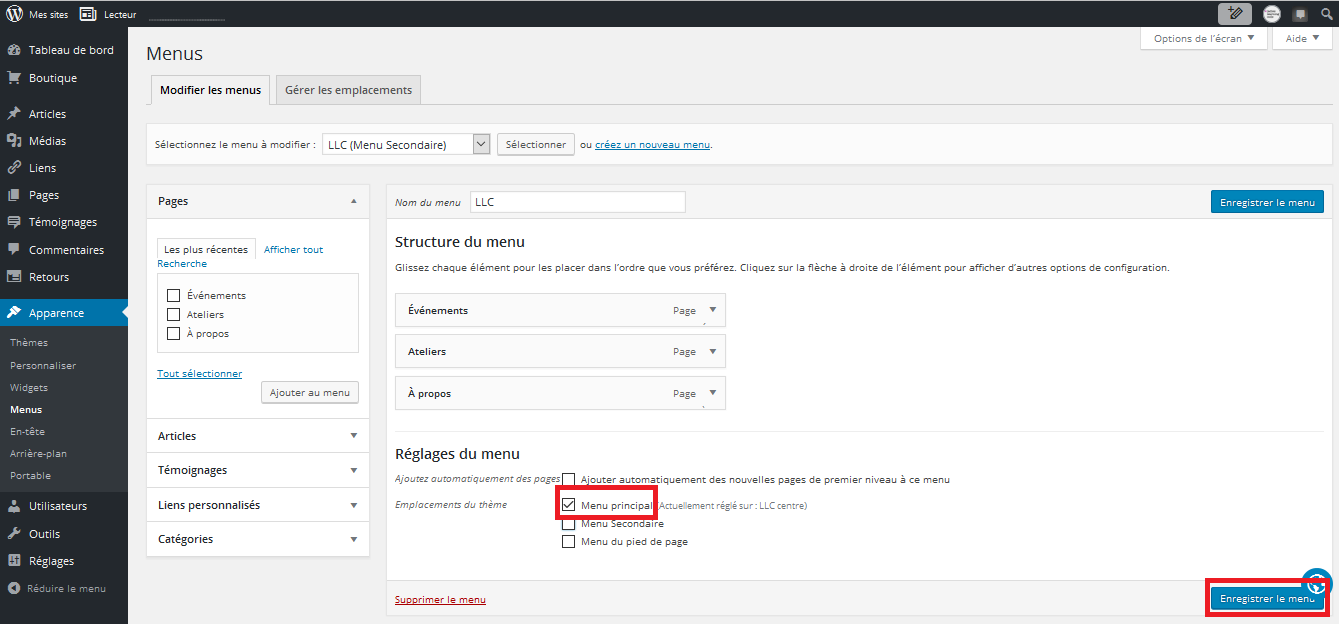 Mes sites Lecteur
Options de l'écran Aide
Tableau de bord
Boutique
Articles
Médias
Liens
Pages
Témoignages
Commentaires
Retours
Apparence
Thèmes
Personnaliser
Widgets
Menus
En-tête
Arrière-plan
Portable
Utilisateurs
Outils
Réglages
Réduire le menu
Menus
Modifier les menus Gérer les emplacements
Sélectionnez le menu à modifier : LLC (Menu Secondaire) Sélectionner ou créez un nouveau menu.
Pages
Les plus récentes Afficher tout
Recherche
Événements
Ateliers
À propos
Tout sélectionner
Ajouter au menu
Articles
Témoignages
Liens personnalisés
Catégories
Nom du menu LLC Enregistrer le menu
Structure du menu
Glissez chaque élément pour les placer dans l'ordre que vous préférez. Cliquez sur la flèche à droite de l'élément pour afficher d'autres options de configuration.
Événements Page
Ateliers Page
À propos Page
Réglages du menu
Ajoutez automatiquement des pages Ajouter automatiquement des nouvelles pages de premier niveau à ce menu
Emplacements du thème Menu principal (Actuellement réglé sur : LLC centre)
Menu Secondaire
Menu du pied de page
Supprimer le menu Enregistrer le menu